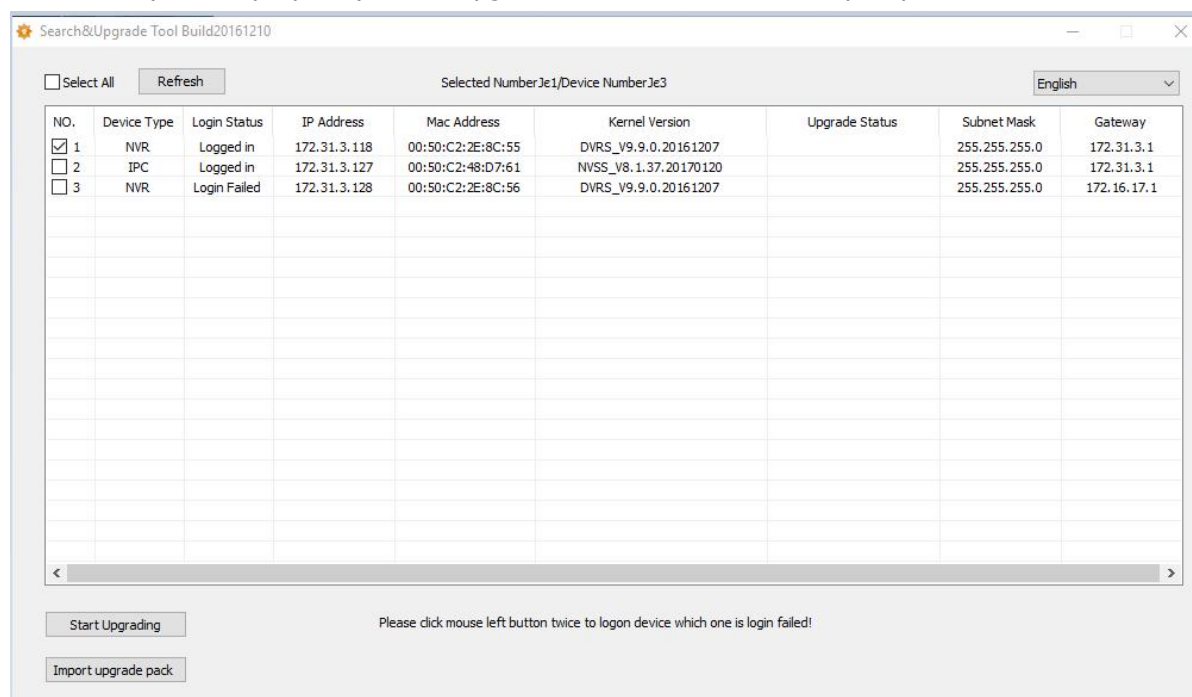 Search&Upgrade Tool Build20161210
Select All Refresh Selected NumberJe1/Device NumberJe3 English
NO. Device Type Login Status IP Address Mac Address Kernel Version Upgrade Status Subnet Mask Gateway
1 NVR Logged in 172.31.3.118 00:50:C2:2E:8C:55 DVRS_V9.9.0.20161207 255.255.255.0 172.31.3.1
2 IPC Logged in 172.31.3.127 00:50:C2:48:D7:61 NVSS_V8.1.37.20170120 255.255.255.0 172.31.3.1
3 NVR Login Failed 172.31.3.128 00:50:C2:2E:8C:56 DVRS_V9.9.0.20161207 255.255.255.0 172.16.17.1
Start Upgrading Please click mouse left button twice to logon device which one is login failed!
Import upgrade pack